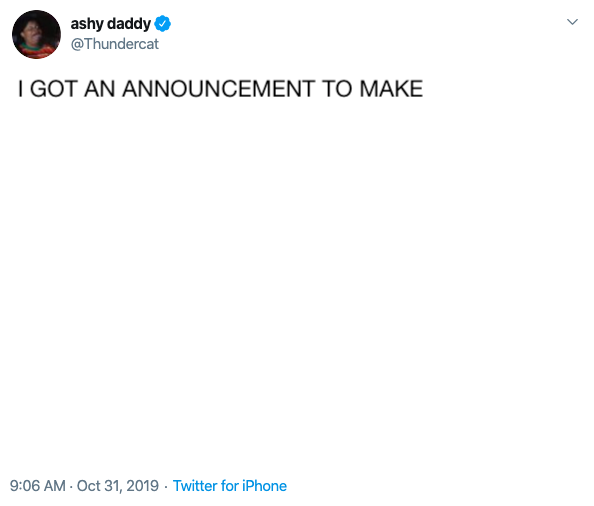 ashy daddy
@Thundercat
I GOT AN ANNOUNCEMENT TO MAKE
9:06 AM · Oct 31, 2019 · Twitter for iPhone